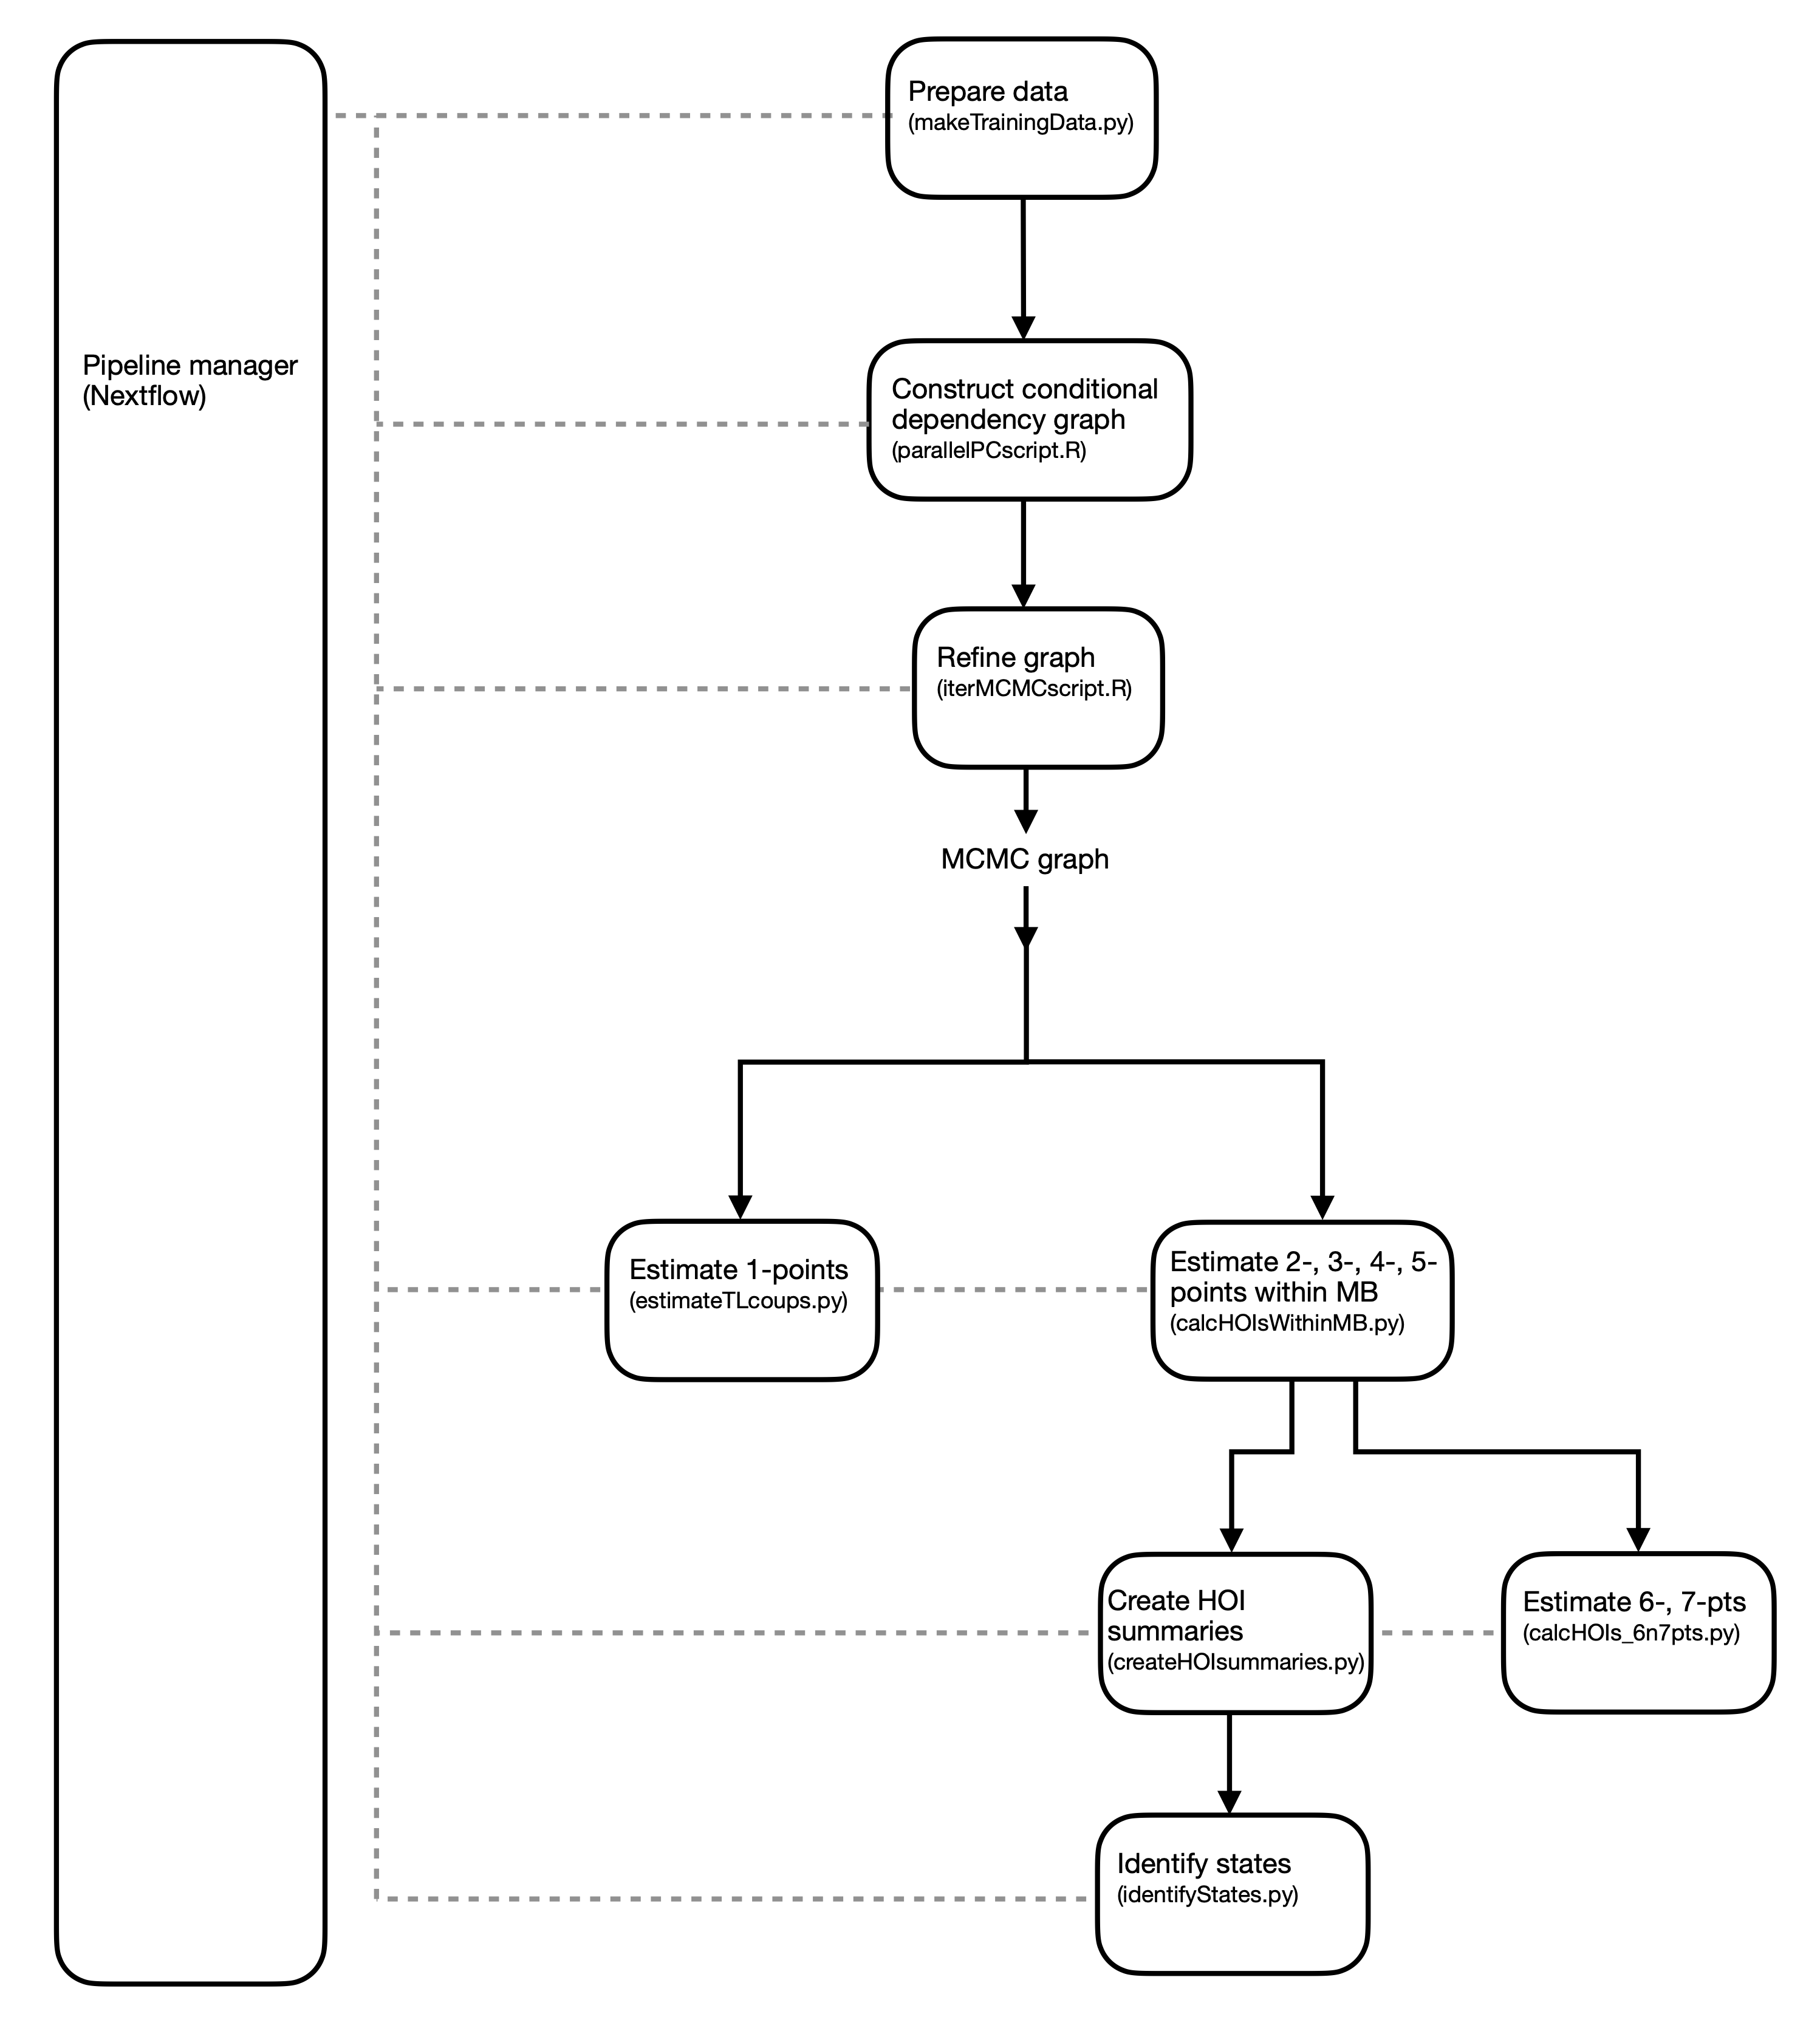 Prepare data
(makeTrainingData.py)
Pipeline manager
(Nextflow)
Construct conditional
dependency graph
(parallelPCscript.R)
Refine graph
(iterMCMCscript.R)
MCMC graph
Estimate 1-points
(estimateTLcoups.py)
Estimate 2-, 3-, 4-, 5-
points within MB
(calcHOIsWithinMB.py)
Create HOI
summaries
(createHOIsummaries.py)
Estimate 6-, 7-pts
(calcHOIs_6n7pts.py)
Identify states
(identifyStates.py)